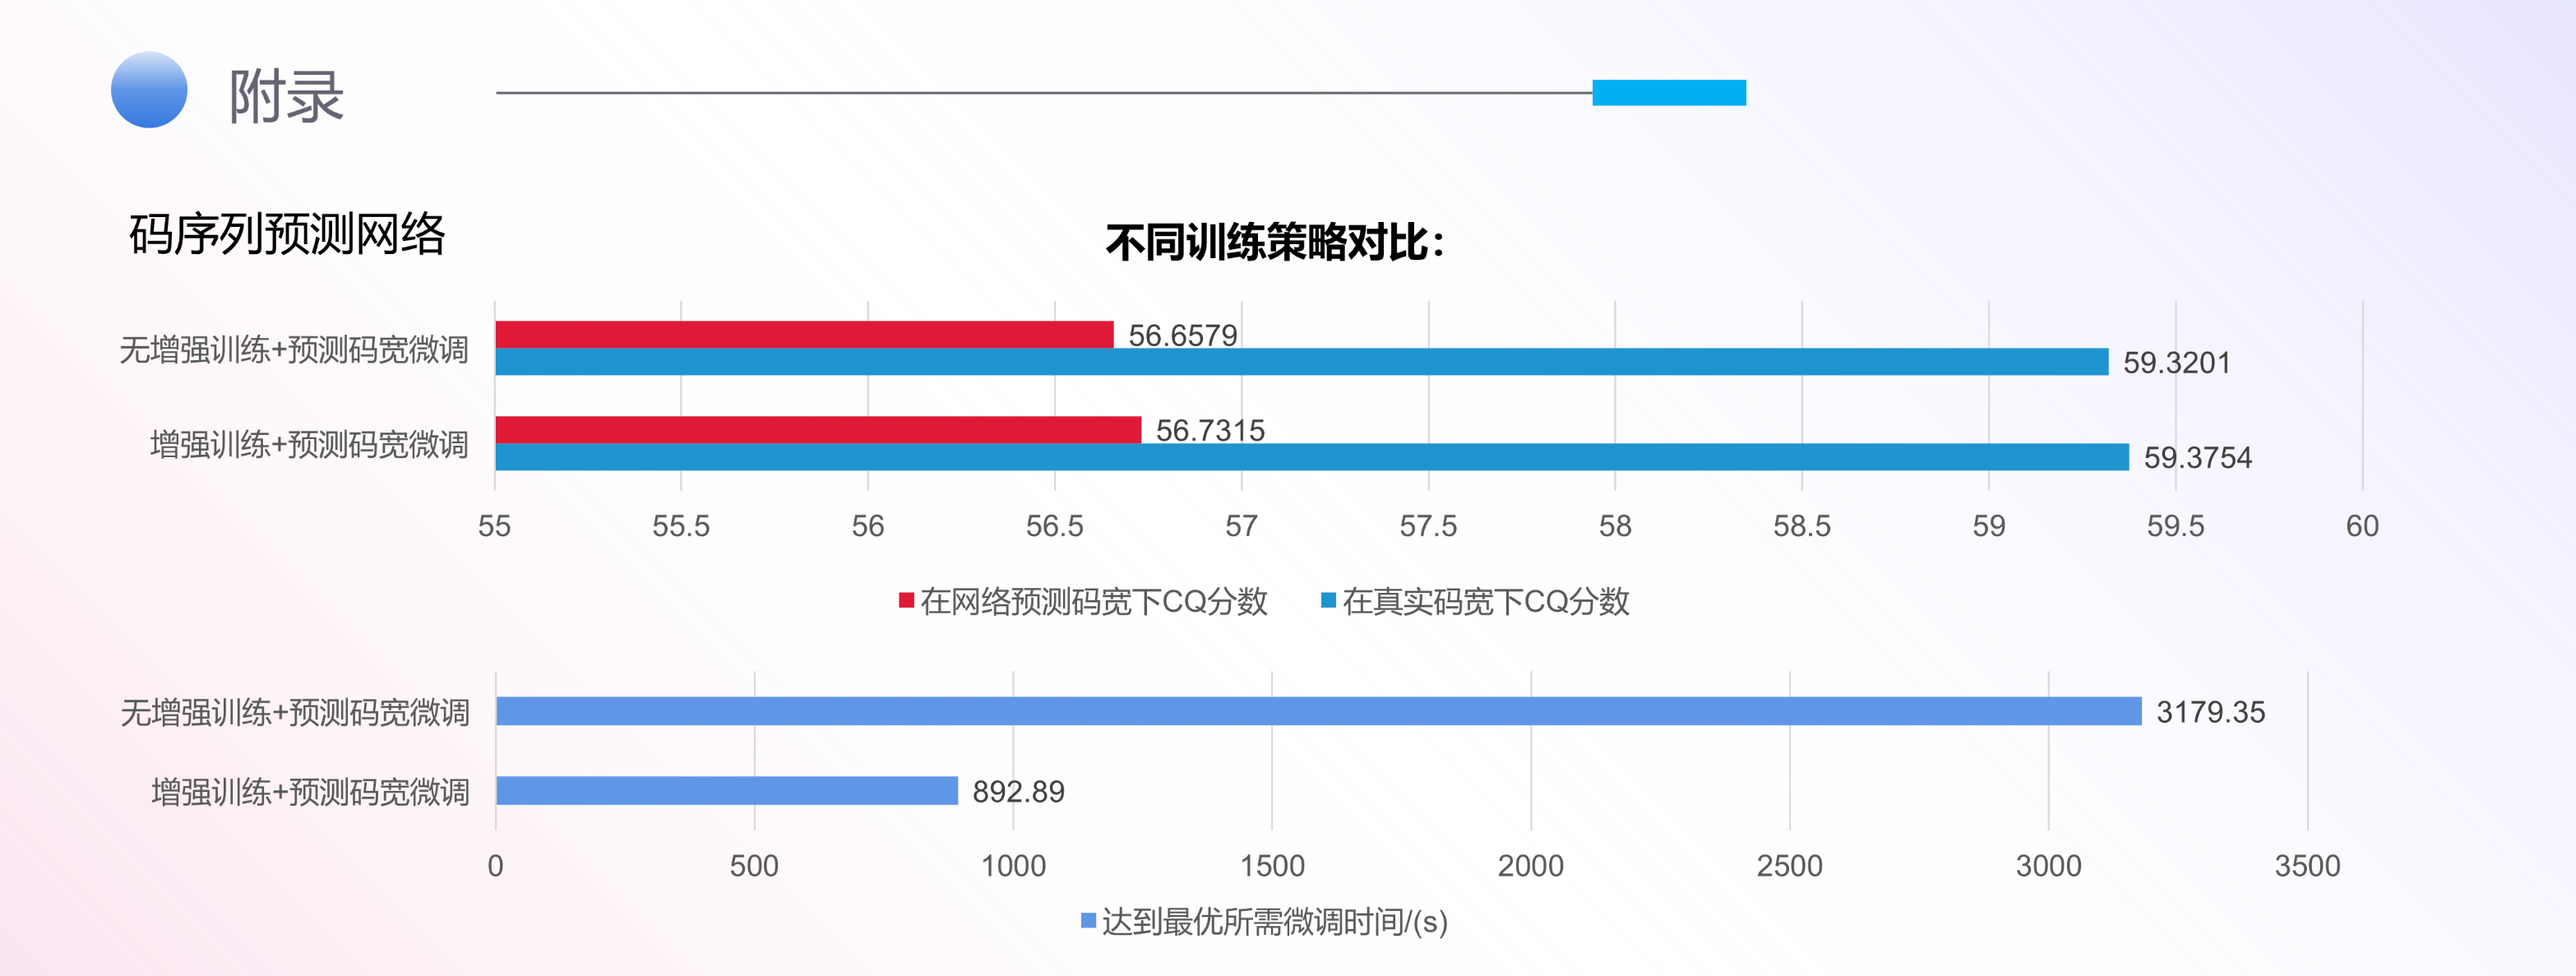 附录
码序列预测网络
不同训练策略对比：
无增强训练+预测码宽微调
56.6579
59.3201
增强训练+预测码宽微调
56.7315
59.3754
55 55.5 56 56.5 57 57.5 58 58.5 59 59.5 60
在网络预测码宽下CQ分数 在真实码宽下CQ分数
无增强训练+预测码宽微调 3179.35
增强训练+预测码宽微调 892.89
0 500 1000 1500 2000 2500 3000 3500
达到最优所需微调时间/(s)